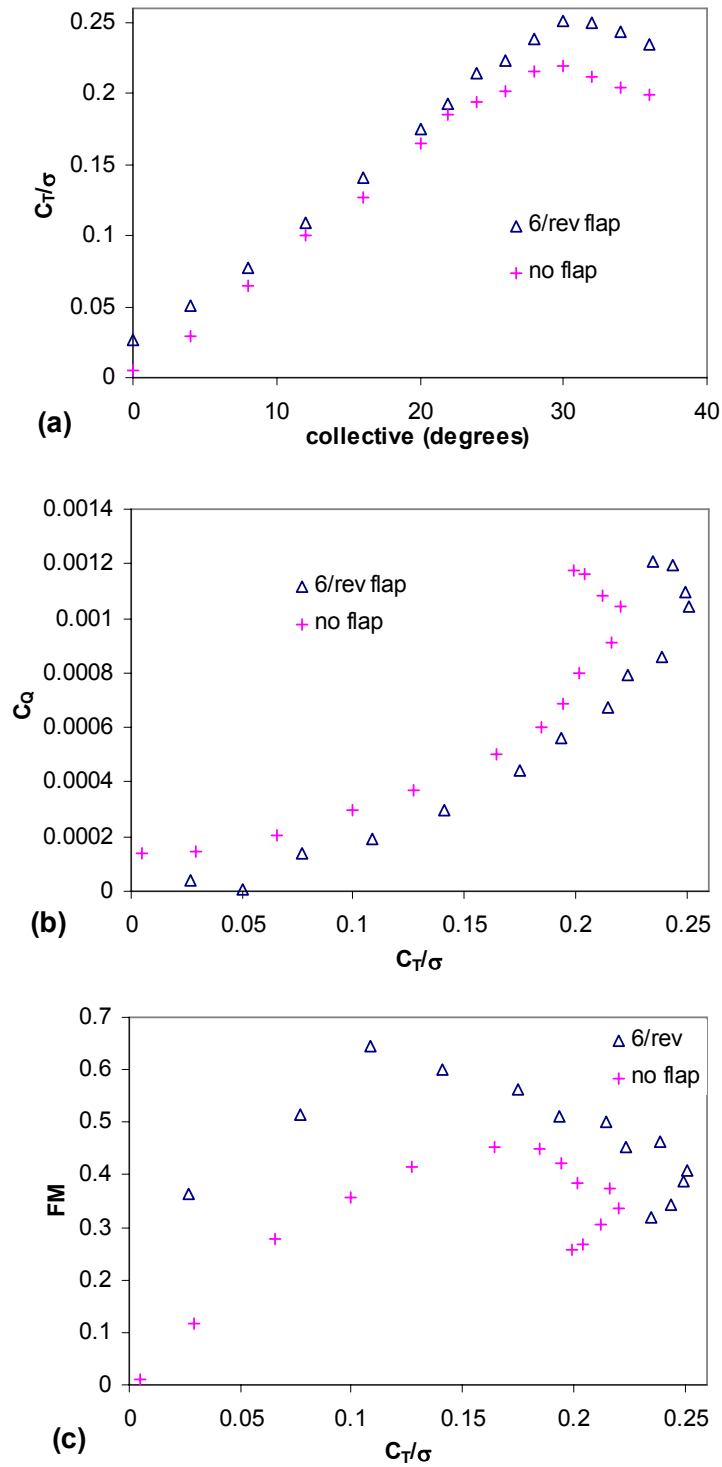 0.25
0.2
0.15
0.1
0.05
0
C_T/σ
6/rev flap
no flap
0 10 20 30 40
collective (degrees)
(a)
0.0014
0.0012
0.001
0.0008
0.0006
0.0004
0.0002
0
C_Q
6/rev flap
no flap
0 0.05 0.1 0.15 0.2 0.25
C_T/σ
(b)
0.7
0.6
0.5
0.4
0.3
0.2
0.1
0
FM
6/rev
no flap
0 0.05 0.1 0.15 0.2 0.25
C_T/σ
(c)